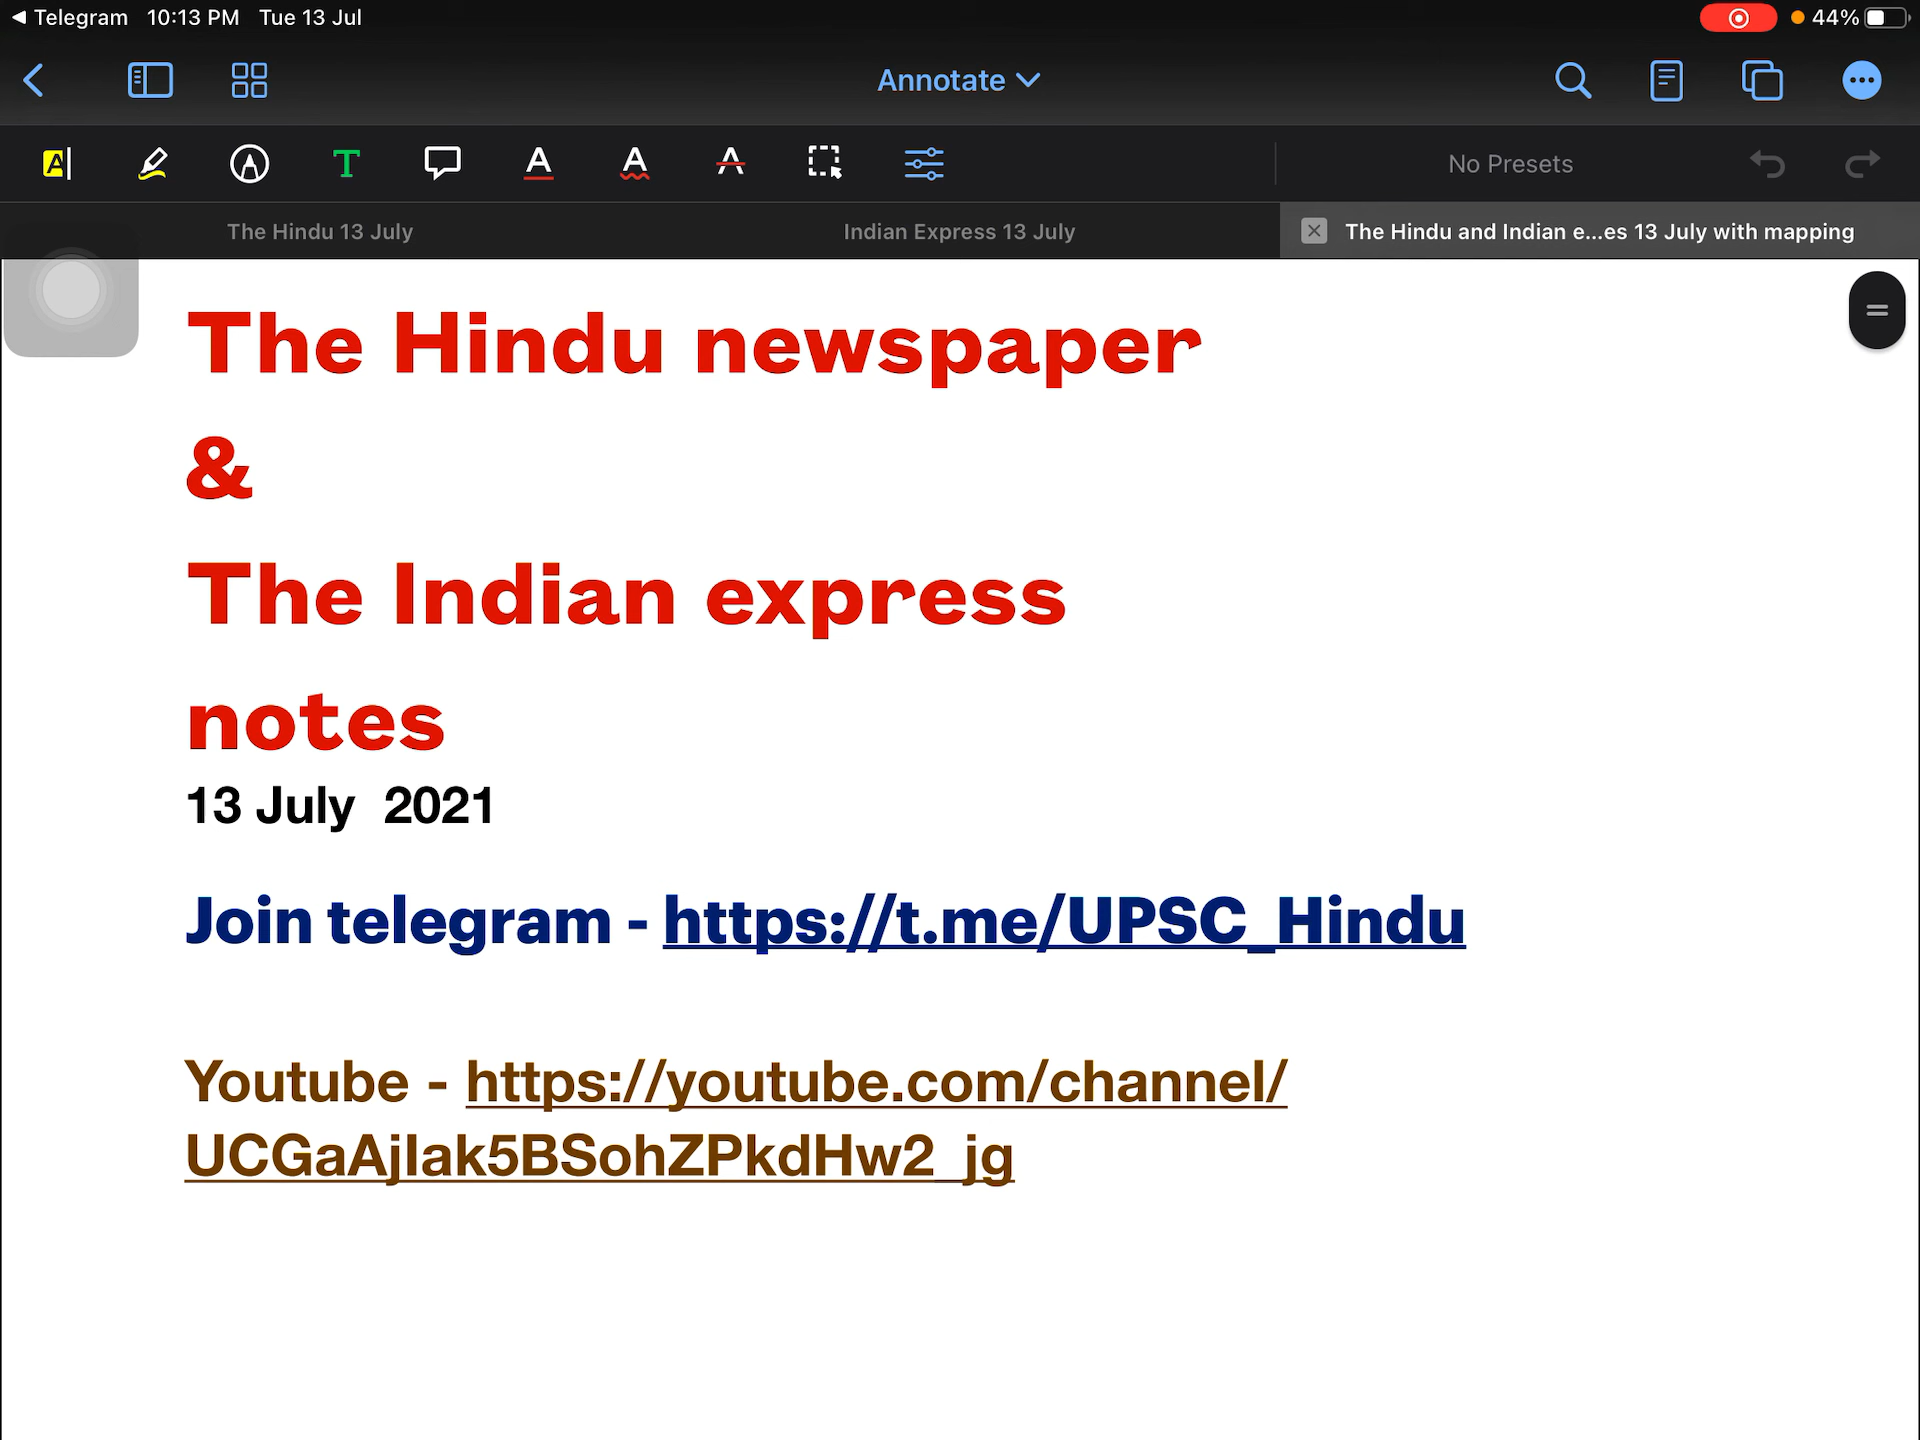 Telegram 10:13 PM Tue 13 Jul 44%
Annotate
A A T A A A No Presets
The Hindu 13 July Indian Express 13 July The Hindu and Indian e...es 13 July with mapping
The Hindu newspaper
&
The Indian express
notes
13 July 2021
Join telegram - https://t.me/UPSC_Hindu
Youtube - https://youtube.com/channel/
UCGaAjIak5BSohZPkdHw2_jg